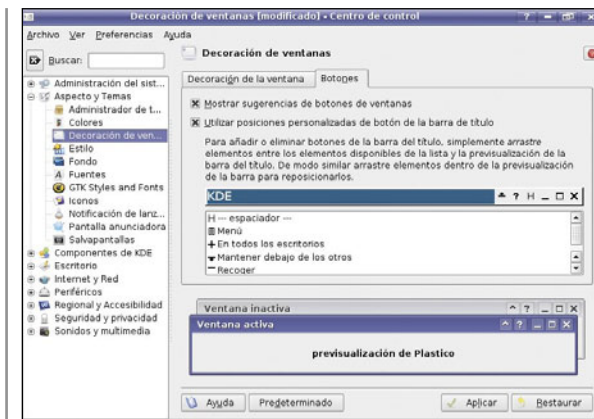 Decoración de ventanas [modificado] - Centro de control
Archivo Ver Preferencias Ayuda
Buscar:
Administración del sist...
Aspecto y Temas
Administrador de t...
Colores
Decoración de ven...
Estilo
Fondo
Fuentes
GTK Styles and Fonts
Iconos
Notificación de lanz...
Pantalla anunciadora
Salvapantallas
Componentes de KDE
Escritorio
Internet y Red
Periféricos
Regional y Accesibilidad
Seguridad y privacidad
Sonidos y multimedia
Decoración de ventanas
Decoración de la ventana Botones
Mostrar sugerencias de botones de ventanas
Utilizar posiciones personalizadas de botón de la barra de título
Para añadir o eliminar botones de la barra del título, simplemente arrastre
elementos entre los elementos disponibles de la lista y la previsualización de la
barra del título. De modo similar arrastre elementos dentro de la previsualización
de la barra para reposicionarlos.
KDE
H --- espaciador ---
Menú
En todos los escritorios
Mantener debajo de los otros
Recoger
Ventana inactiva
Ventana activa
previsualización de Plastico
Ayuda Predeterminado Aplicar Restaurar